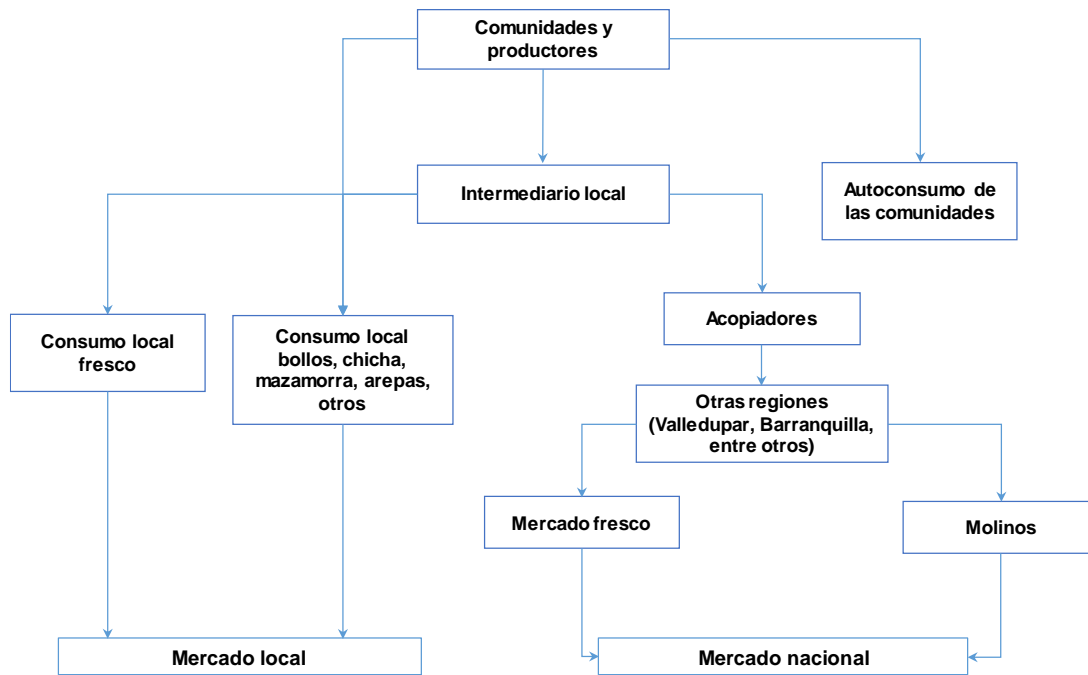 Comunidades y
productores
Intermediario local
Autoconsumo de
las comunidades
Consumo local
fresco
Consumo local
bollos, chicha,
mazamorra, arepas,
otros
Acopiadores
Otras regiones
(Valledupar, Barranquilla,
entre otros)
Mercado fresco
Molinos
Mercado local
Mercado nacional